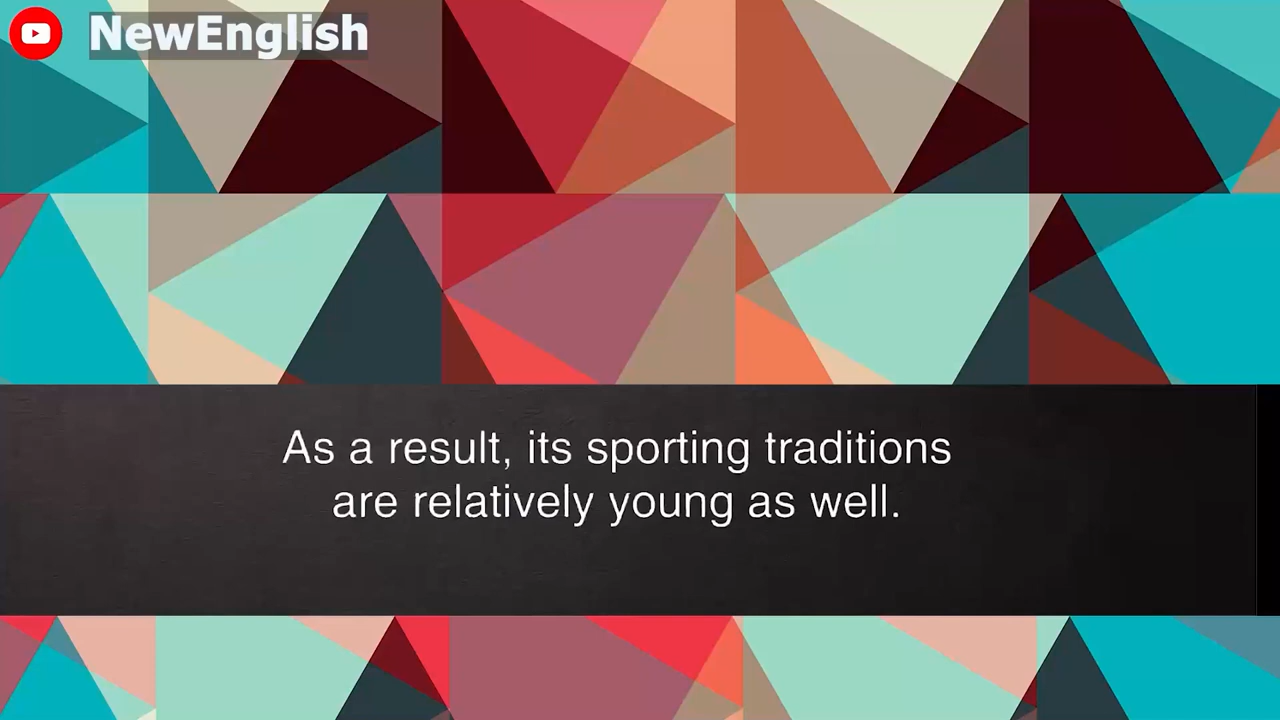 NewEnglish
As a result, its sporting traditions
are relatively young as well.